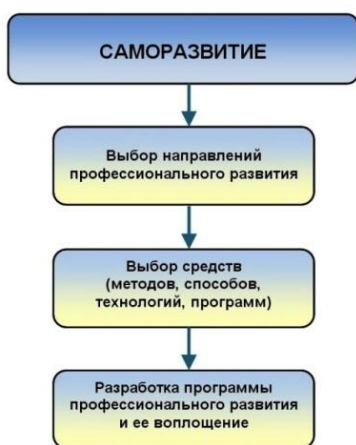 САМОРАЗВИТИЕ
Выбор направлений
профессионального развития
Выбор средств
(методов, способов,
технологий, программ)
Разработка программы
профессионального развития
и ее воплощение